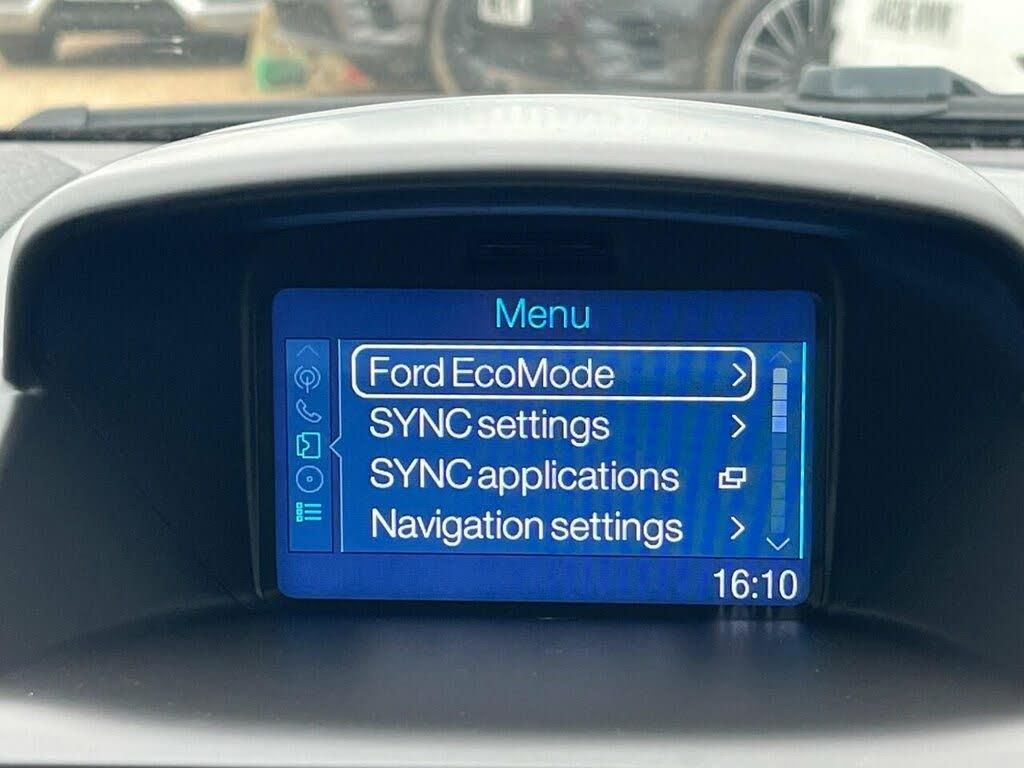 Menu
Ford EcoMode
SYNC settings
SYNC applications
Navigation settings
16:10